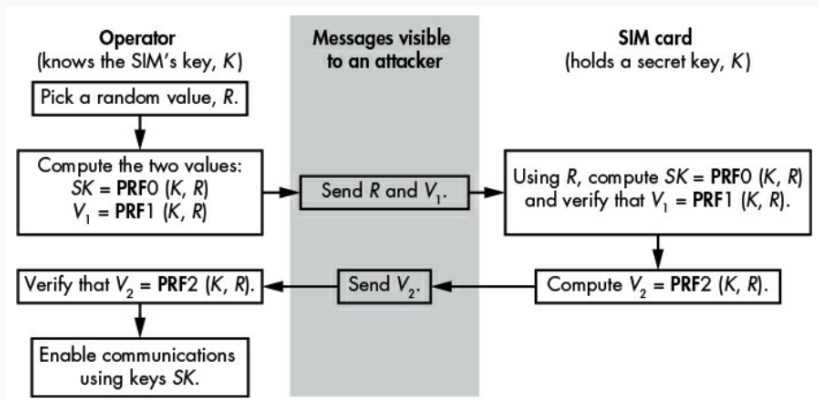 Operator
(knows the SIM's key, K)
Messages visible
to an attacker
SIM card
(holds a secret key, K)
Pick a random value, R.
Compute the two values:
SK = PRF0 (K, R)
V₁ = PRF1 (K, R)
Send R and V₁.
Using R, compute SK = PRF0 (K, R)
and verify that V₁ = PRF1 (K, R).
Verify that V₂ = PRF2 (K, R).
Send V₂.
Compute V₂ = PRF2 (K, R).
Enable communications
using keys SK.